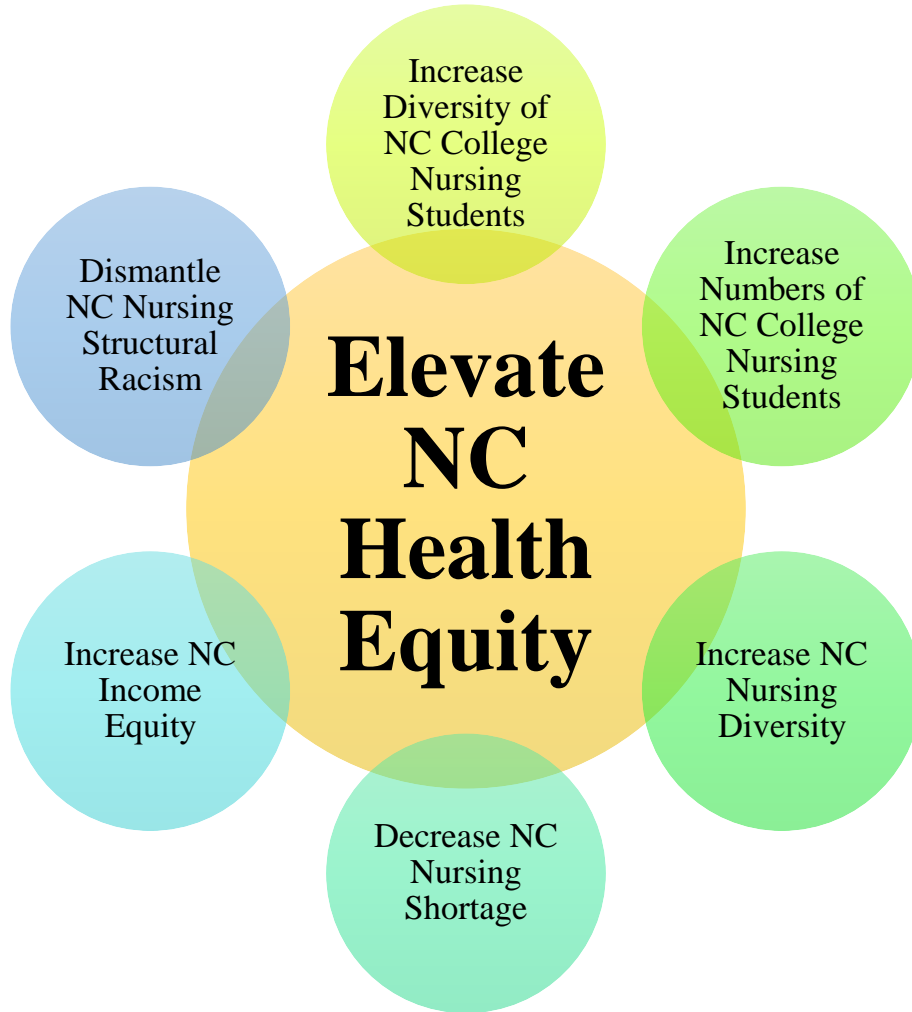 Increase
Diversity of
NC College
Nursing
Students
Increase
Numbers of
NC College
Nursing
Students
Increase NC
Nursing
Diversity
Decrease NC
Nursing
Shortage
Increase NC
Income
Equity
Dismantle
NC Nursing
Structural
Racism
Elevate
NC
Health
Equity